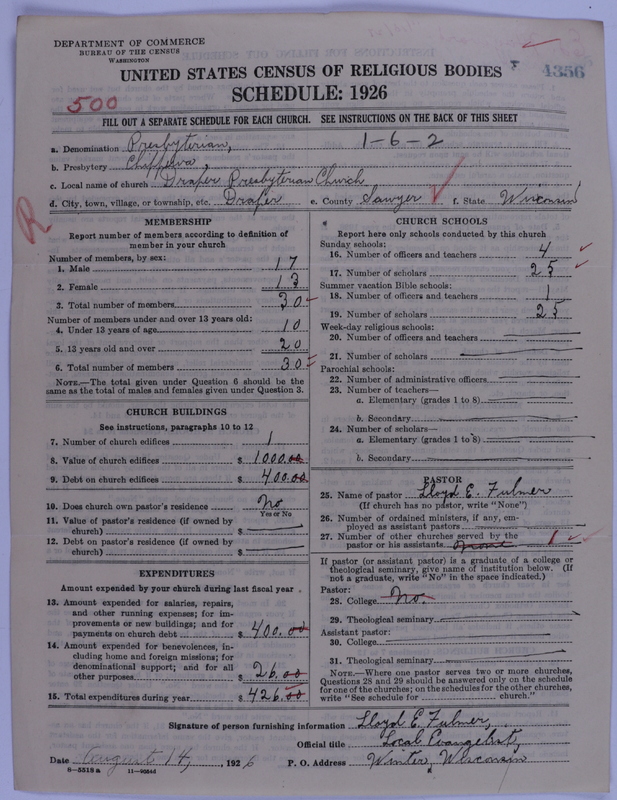 DEPARTMENT OF COMMERCE
BUREAU OF THE CENSUS
WASHINGTON
UNITED STATES CENSUS OF RELIGIOUS BODIES
4356
SCHEDULE: 1926
500
FILL OUT A SEPARATE SCHEDULE FOR EACH CHURCH. SEE INSTRUCTIONS ON THE BACK OF THIS SHEET
a. Denomination Presbyterian, 1-6-2
b. Presbytery Chippewa,
c. Local name of church Draper Presbyterian Church
d. City, town, village, or township, etc. Draper e. County Sawyer f. State Wisconsin
R
MEMBERSHIP
Report number of members according to definition of
member in your church
Number of members, by sex:
1. Male 17
2. Female 13
3. Total number of members 30
Number of members under and over 13 years old:
4. Under 13 years of age 10
5. 13 years old and over 20
6. Total number of members 30
NOTE.—The total given under Question 6 should be the
same as the total of males and females given under Question 3.
CHURCH BUILDINGS
See instructions, paragraphs 10 to 12
7. Number of church edifices 1
8. Value of church edifices $ 1000.00
9. Debt on church edifices $ 400.00
10. Does church own pastor's residence No
Yes or No
11. Value of pastor's residence (if owned by
church) $
12. Debt on pastor's residence (if owned by
church) $
EXPENDITURES
Amount expended by your church during last fiscal year
13. Amount expended for salaries, repairs,
and other running expenses; for im-
provements or new buildings; and for
payments on church debt $ 400.00
14. Amount expended for benevolences, in-
cluding home and foreign missions; for
denominational support; and for all
other purposes $ 26.00
15. Total expenditures during year $ 426.00
CHURCH SCHOOLS
Report here only schools conducted by this church
Sunday schools:
16. Number of officers and teachers 4
17. Number of scholars 25
Summer vacation Bible schools:
18. Number of officers and teachers 1
19. Number of scholars 25
Week-day religious schools:
20. Number of officers and teachers
21. Number of scholars
Parochial schools:
22. Number of administrative officers
23. Number of teachers—
a. Elementary (grades 1 to 8)
b. Secondary
24. Number of scholars—
a. Elementary (grades 1 to 8)
b. Secondary
PASTOR
25. Name of pastor Lloyd E. Fulmer
(If church has no pastor, write "None")
26. Number of ordained ministers, if any, em-
ployed as assistant pastors
27. Number of other churches served by the
pastor or his assistants None 1
If pastor (or assistant pastor) is a graduate of a college or
theological seminary, give name of institution below. (If
not a graduate, write "No" in the space indicated.)
Pastor:
28. College No.
29. Theological seminary
Assistant pastor:
30. College
31. Theological seminary
NOTE.—Where one pastor serves two or more churches,
Questions 28 and 29 should be answered only on the schedule
for one of the churches; on the schedules for the other churches,
write "See schedule for church."
Signature of person furnishing information Lloyd E. Fulmer,
Official title Local Evangelist,
Date August 14, 1926 P. O. Address Winter, Wisconsin
8—5518 a